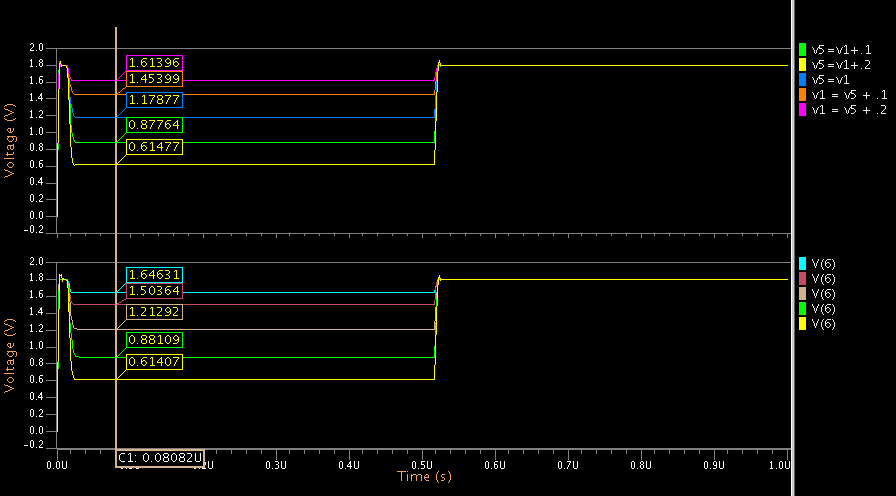 2.0
1.8
1.6
1.4
1.2
1.0
0.8
0.6
0.4
0.2
0.0
-0.2
Voltage (V)
1.61396
1.45399
1.17877
0.87764
0.61477
v5=v1+.1
v5=v1+.2
v5=v1
v1 = v5 + .1
v1 = v5 + .2
2.0
1.8
1.6
1.4
1.2
1.0
0.8
0.6
0.4
0.2
0.0
-0.2
Voltage (V)
1.64631
1.50364
1.21292
0.88109
0.61407
V(6)
V(6)
V(6)
V(6)
V(6)
C1: 0.08082U
0.0U
0.3U
0.4U
0.5U
0.6U
0.7U
0.8U
0.9U
1.0U
Time (s)